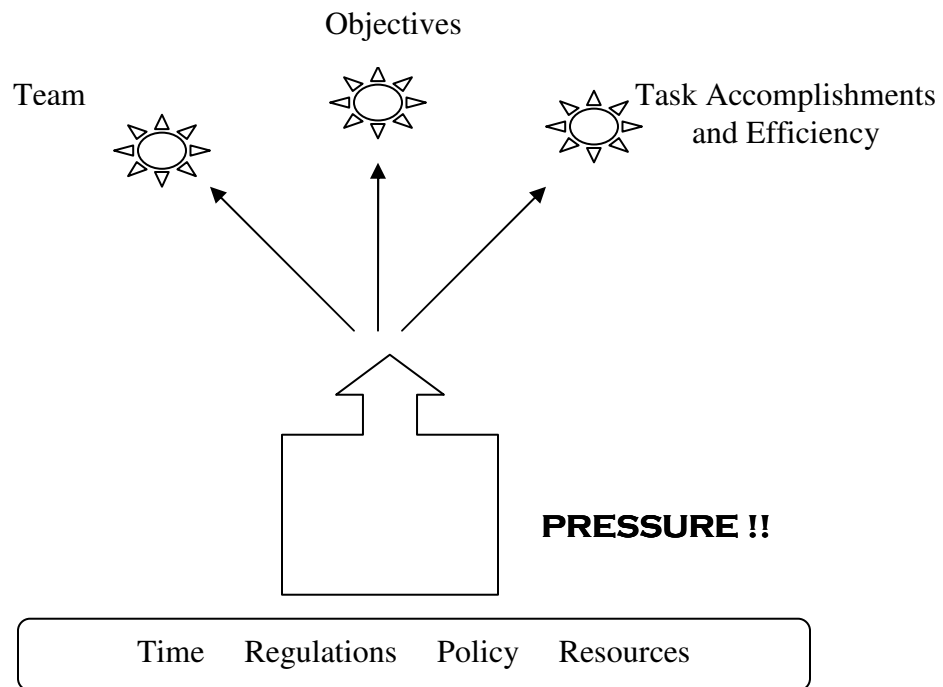 Objectives
Team
Task Accomplishments
and Efficiency
PRESSURE !!
Time Regulations Policy Resources